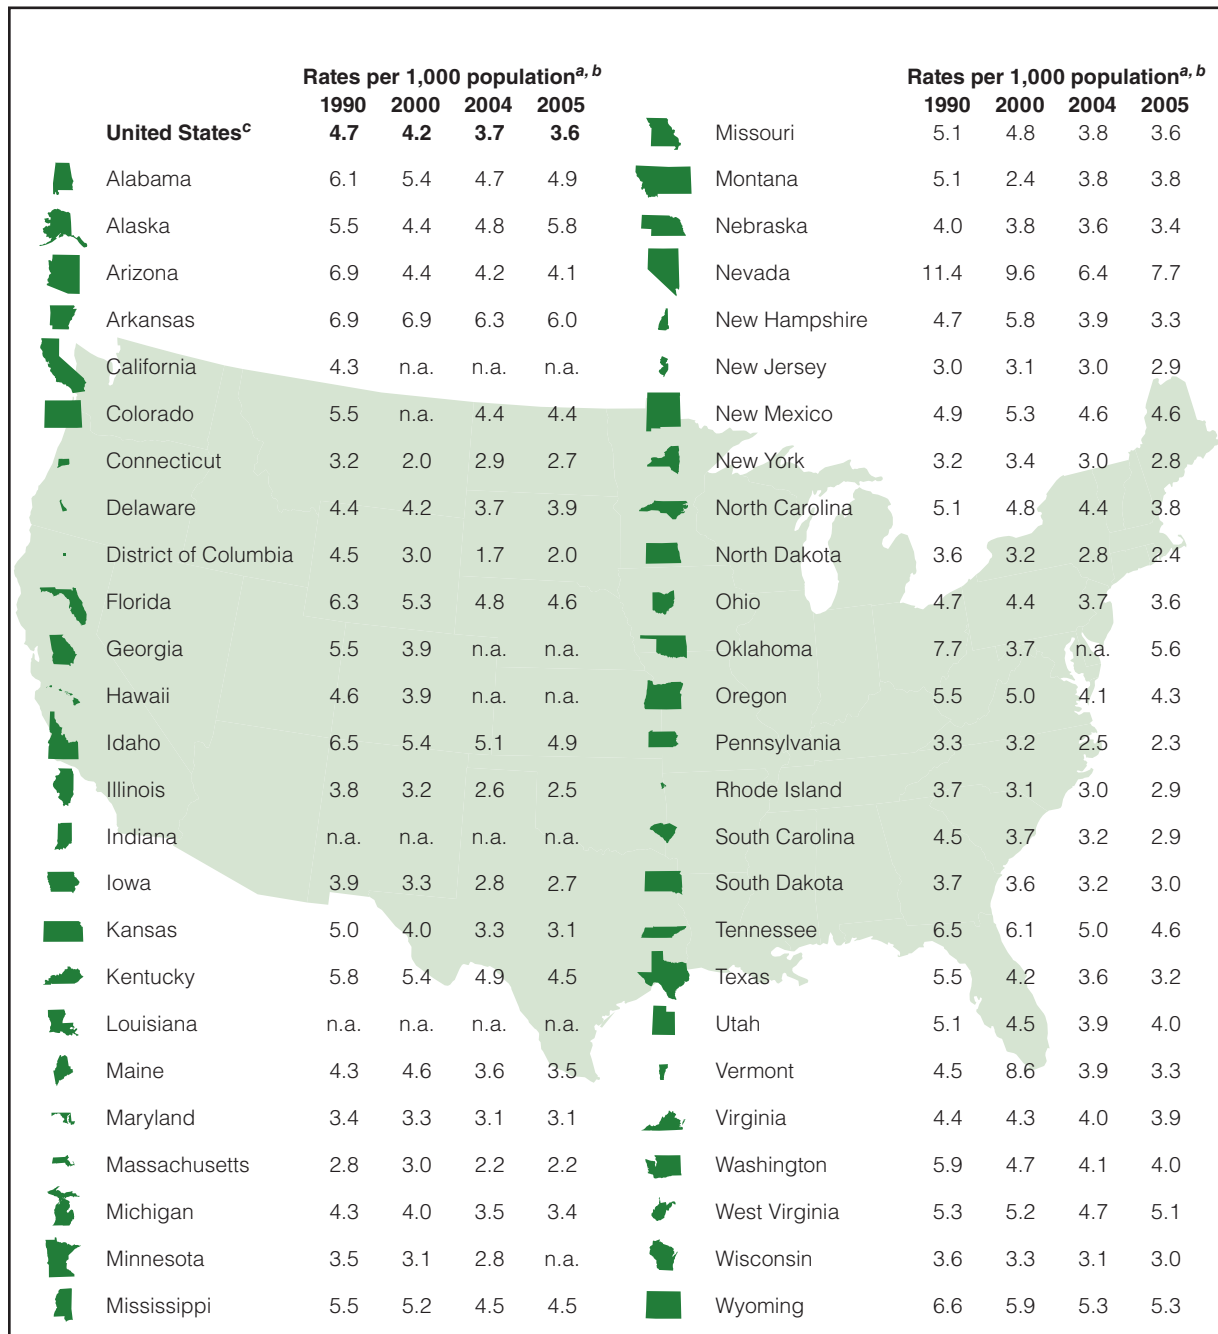 Rates per 1,000 population^a, b
1990 2000 2004 2005
United States^c 4.7 4.2 3.7 3.6
Alabama 6.1 5.4 4.7 4.9
Alaska 5.5 4.4 4.8 5.8
Arizona 6.9 4.4 4.2 4.1
Arkansas 6.9 6.9 6.3 6.0
California 4.3 n.a. n.a. n.a.
Colorado 5.5 n.a. 4.4 4.4
Connecticut 3.2 2.0 2.9 2.7
Delaware 4.4 4.2 3.7 3.9
District of Columbia 4.5 3.0 1.7 2.0
Florida 6.3 5.3 4.8 4.6
Georgia 5.5 3.9 n.a. n.a.
Hawaii 4.6 3.9 n.a. n.a.
Idaho 6.5 5.4 5.1 4.9
Illinois 3.8 3.2 2.6 2.5
Indiana n.a. n.a. n.a. n.a.
Iowa 3.9 3.3 2.8 2.7
Kansas 5.0 4.0 3.3 3.1
Kentucky 5.8 5.4 4.9 4.5
Louisiana n.a. n.a. n.a. n.a.
Maine 4.3 4.6 3.6 3.5
Maryland 3.4 3.3 3.1 3.1
Massachusetts 2.8 3.0 2.2 2.2
Michigan 4.3 4.0 3.5 3.4
Minnesota 3.5 3.1 2.8 n.a.
Mississippi 5.5 5.2 4.5 4.5
Rates per 1,000 population^a, b
1990 2000 2004 2005
Missouri 5.1 4.8 3.8 3.6
Montana 5.1 2.4 3.8 3.8
Nebraska 4.0 3.8 3.6 3.4
Nevada 11.4 9.6 6.4 7.7
New Hampshire 4.7 5.8 3.9 3.3
New Jersey 3.0 3.1 3.0 2.9
New Mexico 4.9 5.3 4.6 4.6
New York 3.2 3.4 3.0 2.8
North Carolina 5.1 4.8 4.4 3.8
North Dakota 3.6 3.2 2.8 2.4
Ohio 4.7 4.4 3.7 3.6
Oklahoma 7.7 3.7 n.a. 5.6
Oregon 5.5 5.0 4.1 4.3
Pennsylvania 3.3 3.2 2.5 2.3
Rhode Island 3.7 3.1 3.0 2.9
South Carolina 4.5 3.7 3.2 2.9
South Dakota 3.7 3.6 3.2 3.0
Tennessee 6.5 6.1 5.0 4.6
Texas 5.5 4.2 3.6 3.2
Utah 5.1 4.5 3.9 4.0
Vermont 4.5 8.6 3.9 3.3
Virginia 4.4 4.3 4.0 3.9
Washington 5.9 4.7 4.1 4.0
West Virginia 5.3 5.2 4.7 5.1
Wisconsin 3.6 3.3 3.1 3.0
Wyoming 6.6 5.9 5.3 5.3